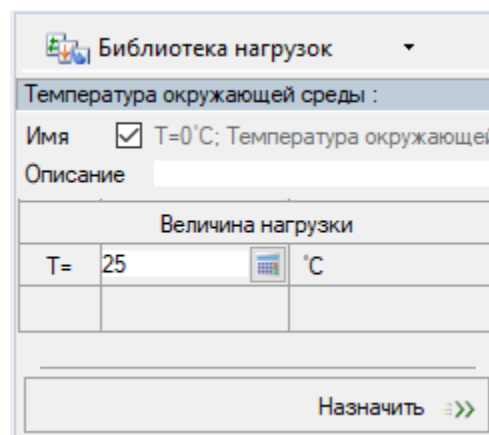 Библиотека нагрузок
Температура окружающей среды :
Имя T=0°C; Температура окружающей
Описание
Величина нагрузки
T= 25 °C
Назначить